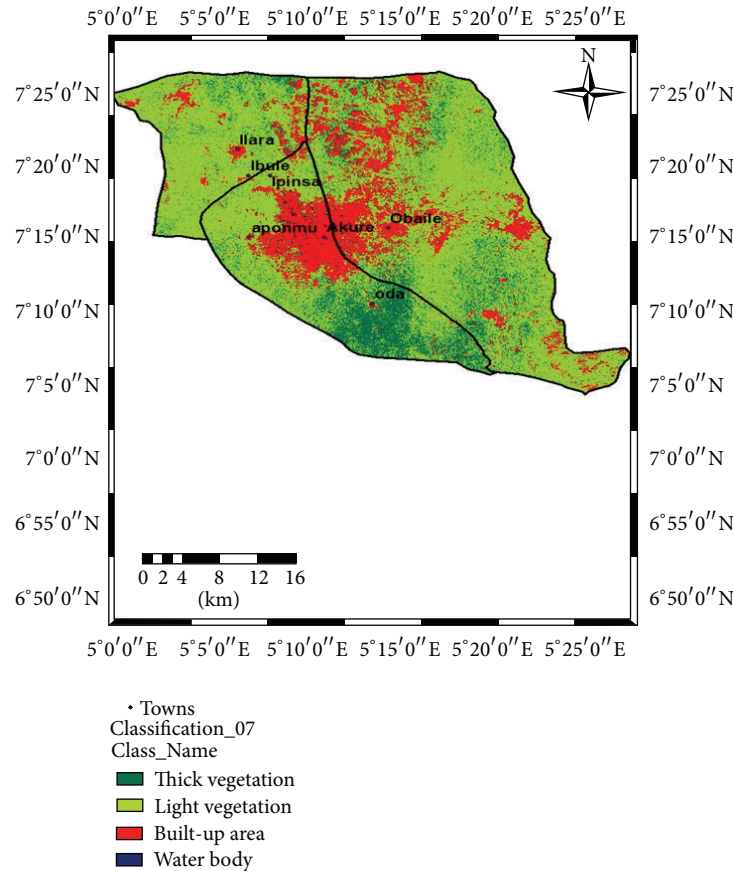 5°0′0″E 5°5′0″E 5°10′0″E 5°15′0″E 5°20′0″E 5°25′0″E
N
7°25′0″N 7°25′0″N
Ilara
7°20′0″N 7°20′0″N
Ibule
Ipinsa
Obaile
aponmu Akure
7°15′0″N 7°15′0″N
oda
7°10′0″N 7°10′0″N
7°5′0″N 7°5′0″N
7°0′0″N 7°0′0″N
6°55′0″N 6°55′0″N
0 2 4 8 12 16
(km)
6°50′0″N 6°50′0″N
5°0′0″E 5°5′0″E 5°10′0″E 5°15′0″E 5°20′0″E 5°25′0″E
Towns
Classification_07
Class_Name
Thick vegetation
Light vegetation
Built-up area
Water body